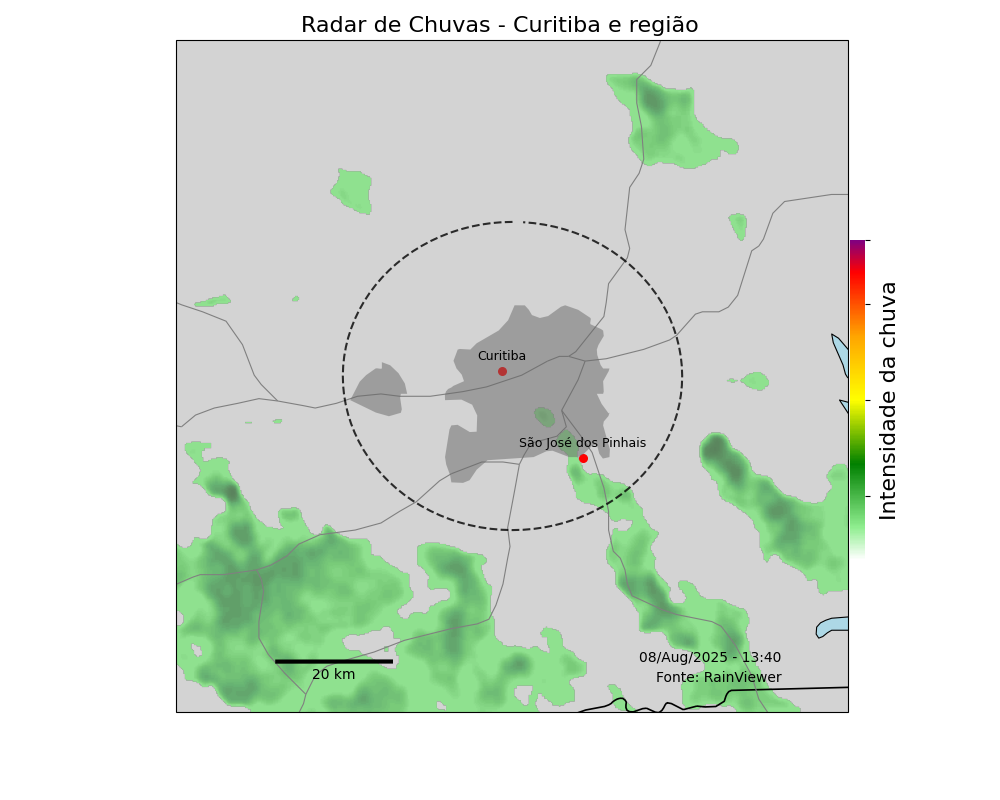 Radar de Chuvas - Curitiba e região
Curitiba
São José dos Pinhais
Intensidade da chuva
20 km
08/Aug/2025 - 13:40
Fonte: RainViewer